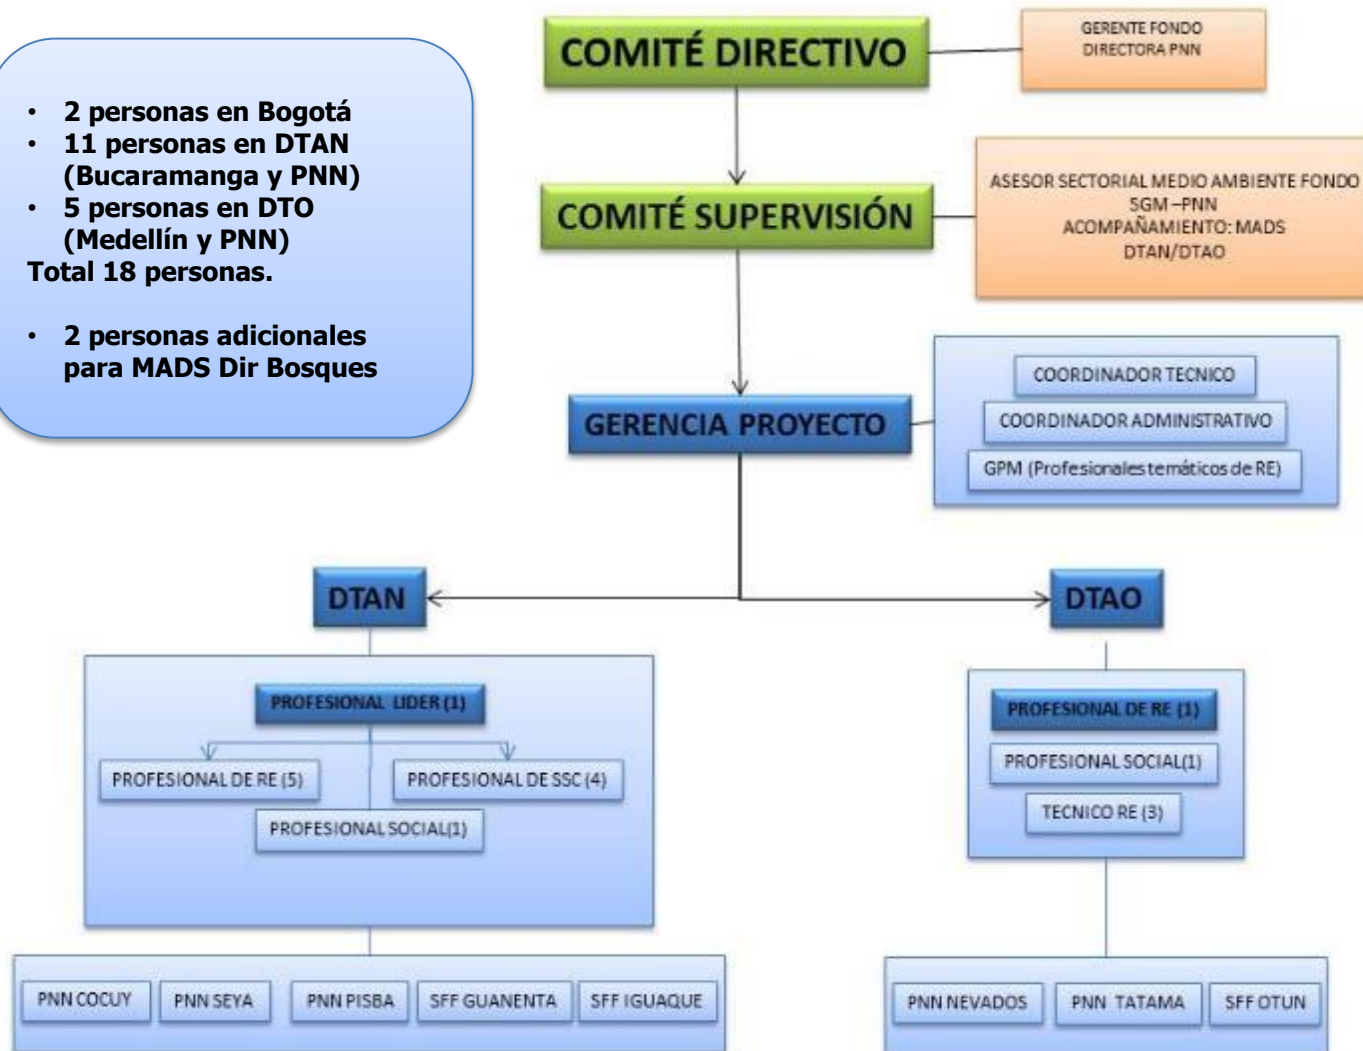 • 2 personas en Bogotá
• 11 personas en DTAN
(Bucaramanga y PNN)
• 5 personas en DTO
(Medellín y PNN)
Total 18 personas.
• 2 personas adicionales
para MADS Dir Bosques
COMITÉ DIRECTIVO
GERENTE FONDO
DIRECTORA PNN
COMITÉ SUPERVISIÓN
ASESOR SECTORIAL MEDIO AMBIENTE FONDO
SGM –PNN
ACOMPAÑAMIENTO: MADS
DTAN/DTAO
GERENCIA PROYECTO
COORDINADOR TECNICO
COORDINADOR ADMINISTRATIVO
GPM (Profesionales temáticos de RE)
DTAN
PROFESIONAL LIDER (1)
PROFESIONAL DE RE (5)
PROFESIONAL DE SSC (4)
PROFESIONAL SOCIAL(1)
PNN COCUY
PNN SEYA
PNN PISBA
SFF GUANENTA
SFF IGUAQUE
DTAO
PROFESIONAL DE RE (1)
PROFESIONAL SOCIAL(1)
TECNICO RE (3)
PNN NEVADOS
PNN TATAMA
SFF OTUN